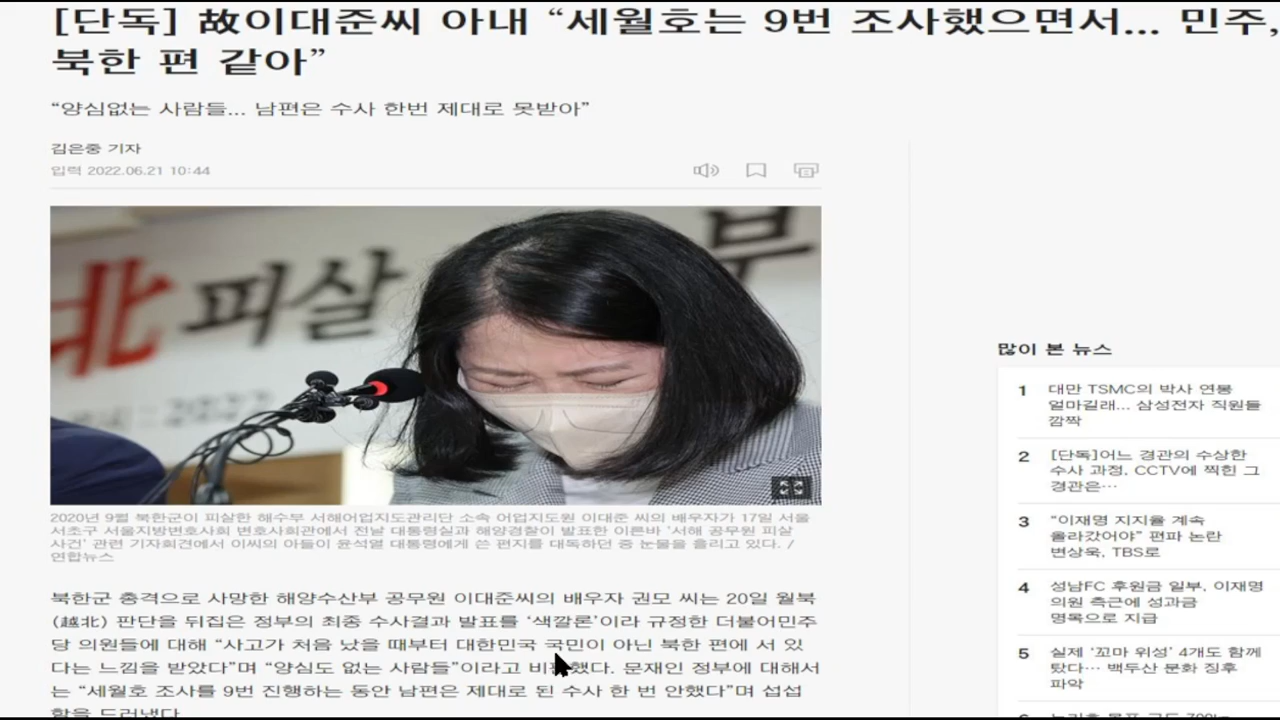 [단독] 故이대준씨 아내 “세월호는 9번 조사했으면서... 민주,
북한 편 같아”
“양심없는 사람들... 남편은 수사 한번 제대로 못받아”
김은중 기자
입력 2022.06.21 10:44
北 피살 부
2020년 9월 북한군이 피살한 해수부 서해어업지도관리단 소속 어업지도원 이대준 씨의 배우자가 17일 서울
서초구 서울지방변호사회 변호사회관에서 전날 대통령실과 해양경찰이 발표한 이른바 '서해 공무원 피살
사건' 관련 기자회견에서 이씨의 아들이 윤석열 대통령에게 쓴 편지를 대독하던 중 눈물을 흘리고 있다. /
연합뉴스
북한군 총격으로 사망한 해양수산부 공무원 이대준씨의 배우자 권모 씨는 20일 월북
(越北) 판단을 뒤집은 정부의 최종 수사결과 발표를 ‘색깔론’이라 규정한 더불어민주
당 의원들에 대해 “사고가 처음 났을 때부터 대한민국 국민이 아닌 북한 편에 서 있
다는 느낌을 받았다”며 “양심도 없는 사람들”이라고 비판했다. 문재인 정부에 대해서
는 “세월호 조사를 9번 진행하는 동안 남편은 제대로 된 수사 한 번 안했다”며 섭섭
함을 드러냈다
많이 본 뉴스
1 대만 TSMC의 박사 연봉
얼마길래... 삼성전자 직원들
깜짝
2 [단독]어느 경관의 수상한
수사 과정, CCTV에 찍힌 그
경관은…
3 “이재명 지지율 계속
올라갔어야” 편파 논란
변상욱, TBS로
4 성남FC 후원금 일부, 이재명
의원 측근에 성과금
명목으로 지급
5 실제 ‘꼬마 위성’ 4개도 함께
탔다… 백두산 문화 징후
파악